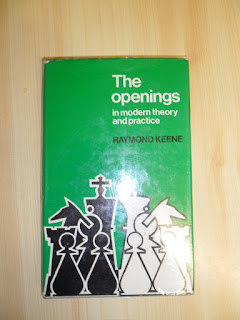 The
openings
in modern theory
and practice
RAYMOND KEENE